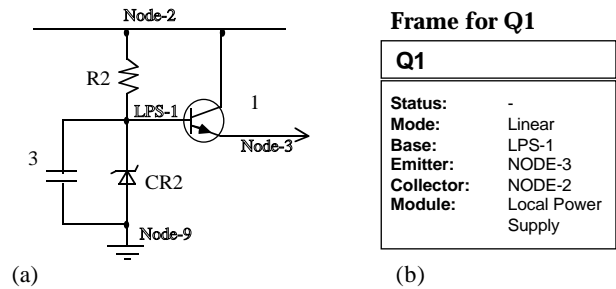 Node-2
R2
LPS-1
1
Node-3
3
CR2
Node-9
(a)
Frame for Q1
Q1
Status: -
Mode: Linear
Base: LPS-1
Emitter: NODE-3
Collector: NODE-2
Module: Local Power
Supply
(b)